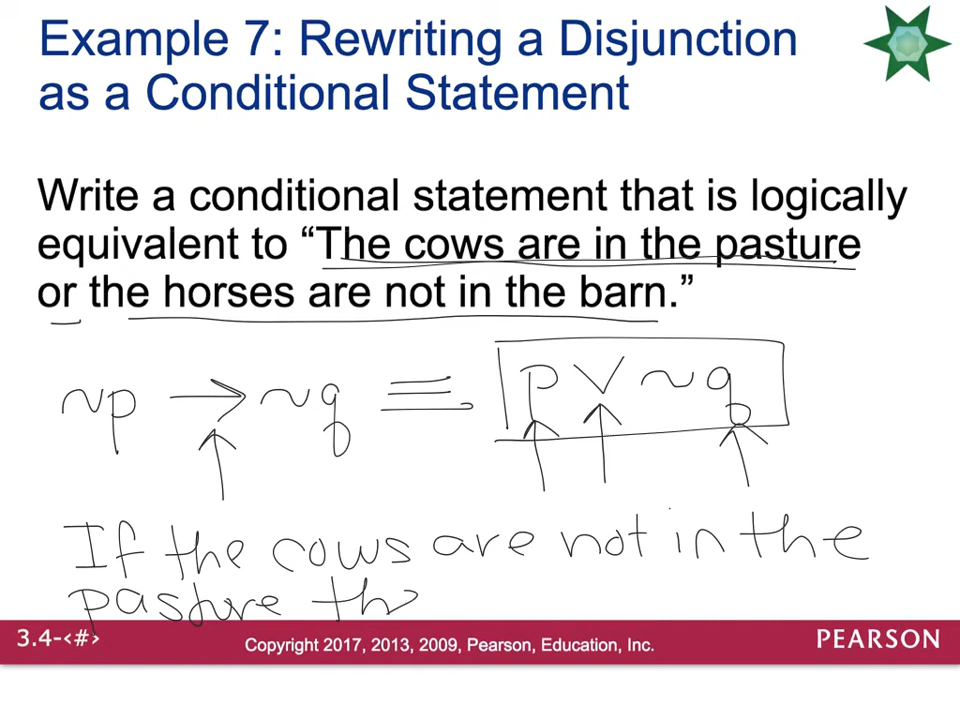 Example 7: Rewriting a Disjunction
as a Conditional Statement
Write a conditional statement that is logically
equivalent to “The cows are in the pasture
or the horses are not in the barn.”
~p → ~q ≡ p ∨ ~q
If the cows are not in the
pasture the
3.4-<#>
Copyright 2017, 2013, 2009, Pearson, Education, Inc.
PEARSON